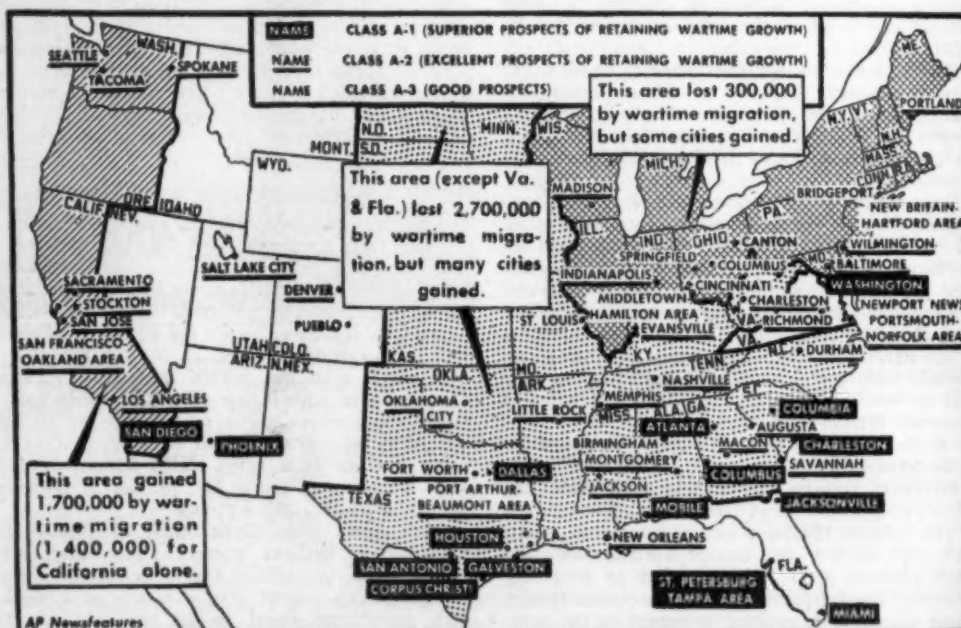 NAME CLASS A-1 (SUPERIOR PROSPECTS OF RETAINING WARTIME GROWTH)
NAME CLASS A-2 (EXCELLENT PROSPECTS OF RETAINING WARTIME GROWTH)
NAME CLASS A-3 (GOOD PROSPECTS)
This area lost 300,000
by wartime migration,
but some cities gained.
This area (except Va.
& Fla.) lost 2,700,000
by wartime migra-
tion, but many cities
gained.
This area gained
1,700,000 by war-
time migration
(1,400,000) for
California alone.
WASH.
SEATTLE
TACOMA
SPOKANE
ORE.
IDAHO
MONT.
WYO.
N.D.
S.D.
MINN.
WIS.
MICH.
ME.
N.Y.
VT.
N.H.
MASS
CONN.
R.I.
PORTLAND
CALIF.
NEV.
SACRAMENTO
STOCKTON
SAN JOSE
SAN FRANCISCO-
OAKLAND AREA
LOS ANGELES
SAN DIEGO
PHOENIX
SALT LAKE CITY
DENVER
PUEBLO
UTAH
COLO.
ARIZ.
N.MEX.
KAS.
OKLA.
OKLAHOMA
CITY
MO.
ARK.
LITTLE ROCK
ST. LOUIS
MADISON
ILL.
IND.
OHIO
PA.
SPRINGFIELD
INDIANAPOLIS
CANTON
COLUMBUS
CINCINNATI
MIDDLETOWN
HAMILTON AREA
EVANSVILLE
CHARLESTON
RICHMOND
BRIDGEPORT
NEW BRITAIN-
HARTFORD AREA
WILMINGTON
MD.
BALTIMORE
WASHINGTON
NEWPORT NEWS
PORTSMOUTH-
NORFOLK AREA
VA.
KY.
TENN.
NASHVILLE
MEMPHIS
DURHAM
MISS.
ALA.
GA.
ATLANTA
COLUMBIA
AUGUSTA
CHARLESTON
BIRMINGHAM
MACON
MONTGOMERY
COLUMBUS
SAVANNAH
JACKSON
MOBILE
JACKSONVILLE
TEXAS
FORT WORTH
DALLAS
PORT ARTHUR-
BEAUMONT AREA
HOUSTON
LA.
NEW ORLEANS
SAN ANTONIO
GALVESTON
CORPUS CHRISTI
FLA.
ST. PETERSBURG
TAMPA AREA
MIAMI
AP Newsfeatures